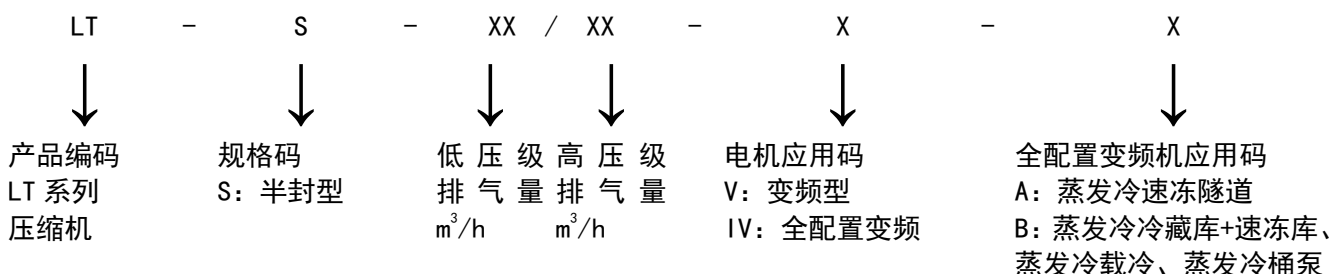 LT - S - XX / XX - X - X
产品编码 规格码 低压级高压级 电机应用码 全配置变频机应用码
LT系列 S：半封型 排气量排气量 V：变频型 A：蒸发冷速冻隧道
压缩机 m³/h m³/h IV：全配置变频 B：蒸发冷冷藏库+速冻库、
蒸发冷载冷、蒸发冷桶泵